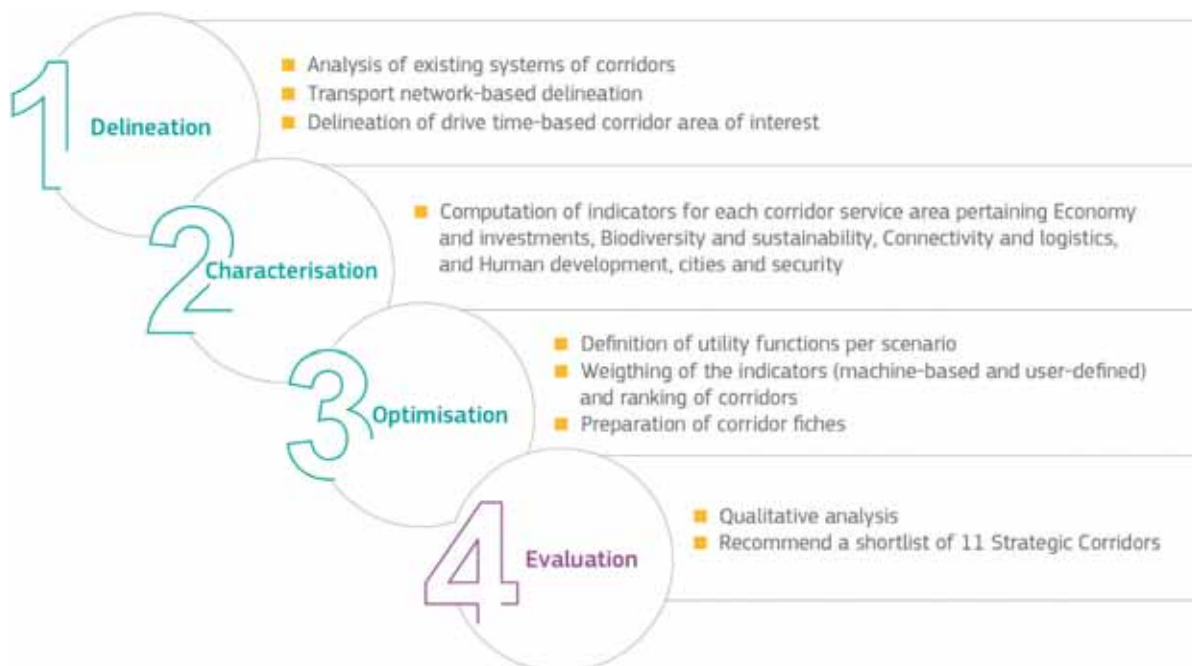 1 Delineation
■ Analysis of existing systems of corridors
■ Transport network-based delineation
■ Delineation of drive time-based corridor area of interest
2 Characterisation
■ Computation of indicators for each corridor service area pertaining Economy
and investments, Biodiversity and sustainability, Connectivity and logistics,
and Human development, cities and security
3 Optimisation
■ Definition of utility functions per scenario
■ Weigthing of the indicators (machine-based and user-defined)
and ranking of corridors
■ Preparation of corridor fiches
4 Evaluation
■ Qualitative analysis
■ Recommend a shortlist of 11 Strategic Corridors